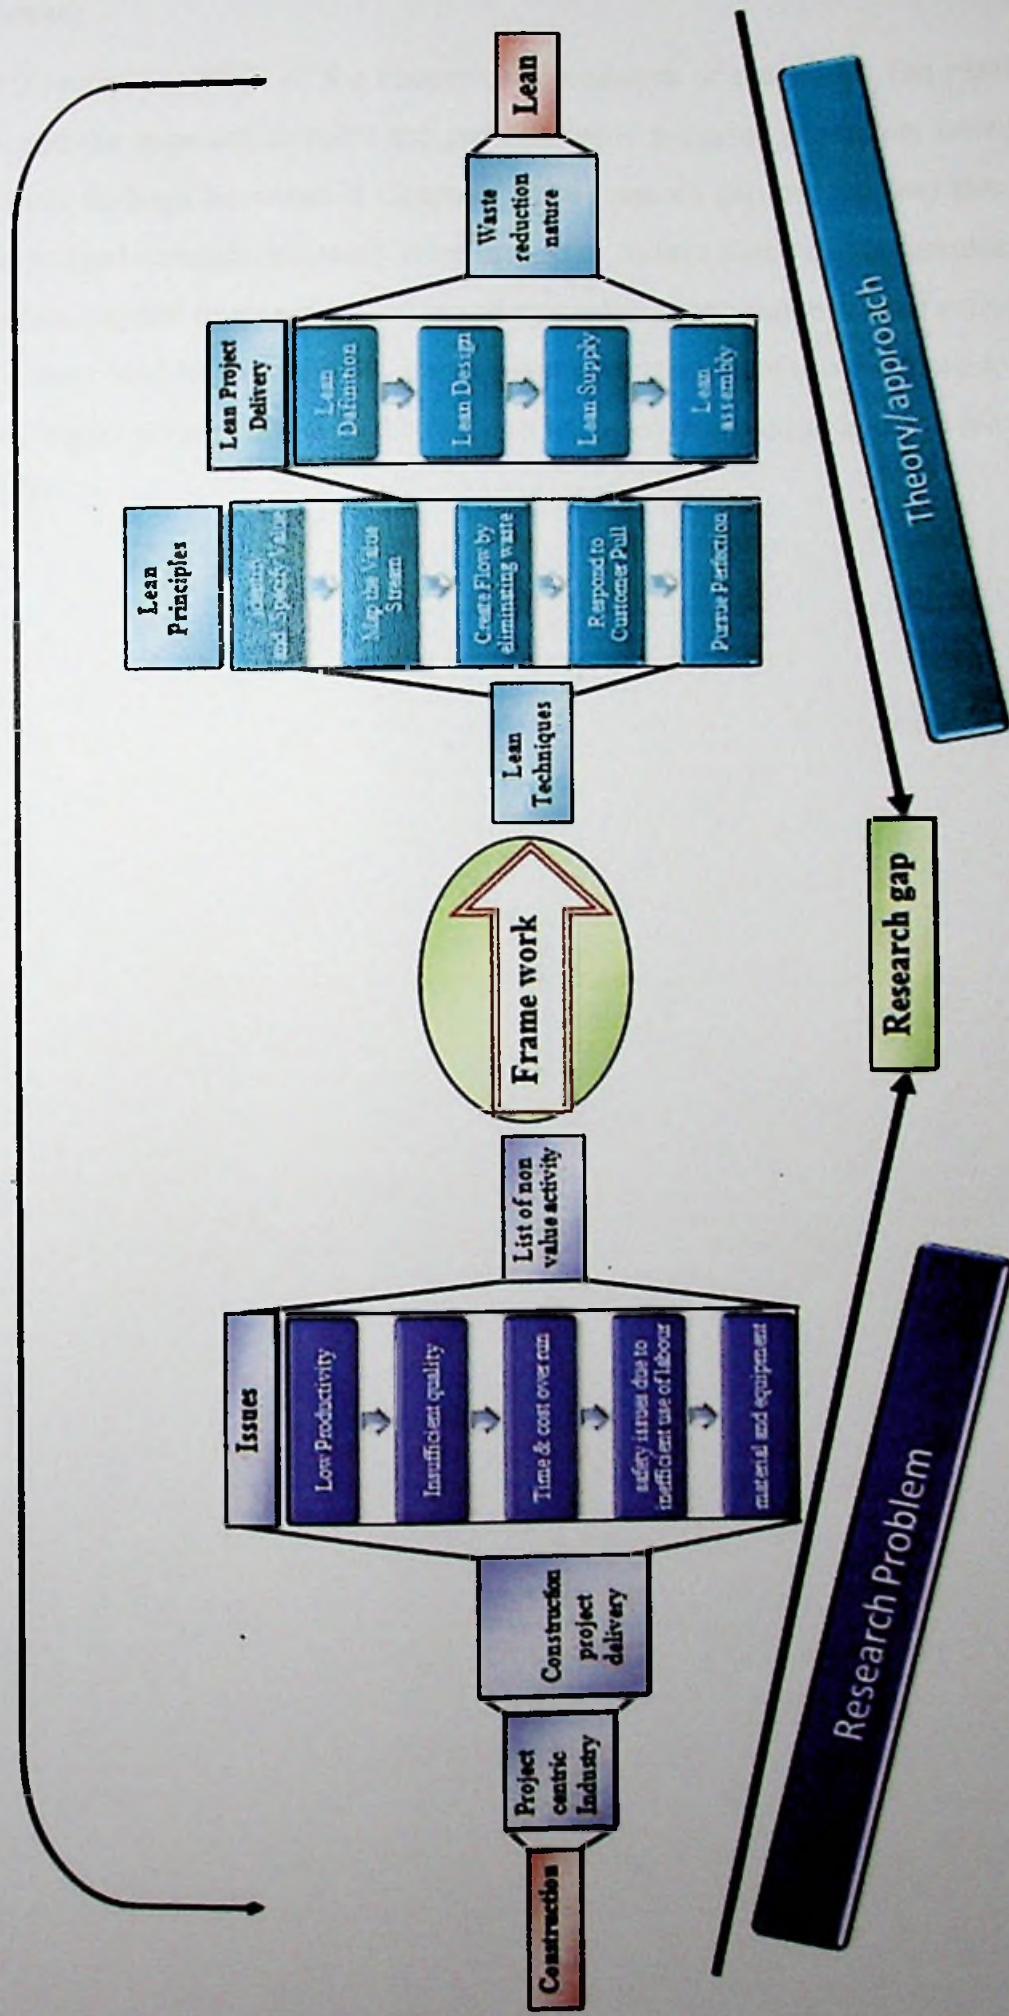 Construction
Project
centric
Industry
Construction
project
delivery
Issues
Low Productivity
Insufficient quality
Time & cost over run
safety issues due to
inefficient use of labour
material and equipment
List of non
value activity
Frame work
Lean
Techniques
Lean
Principles
and Specify Value
Map the Value
Stream
Create Flow by
eliminating waste
Respond to
Customer Pull
Pursue Perfection
Lean Project
Delivery
Lean
Dafinition
Lean Design
Lean Supply
Lean
assembly
Waste
reduction
nature
Lean
Research Problem
Research gap
Theory/approach